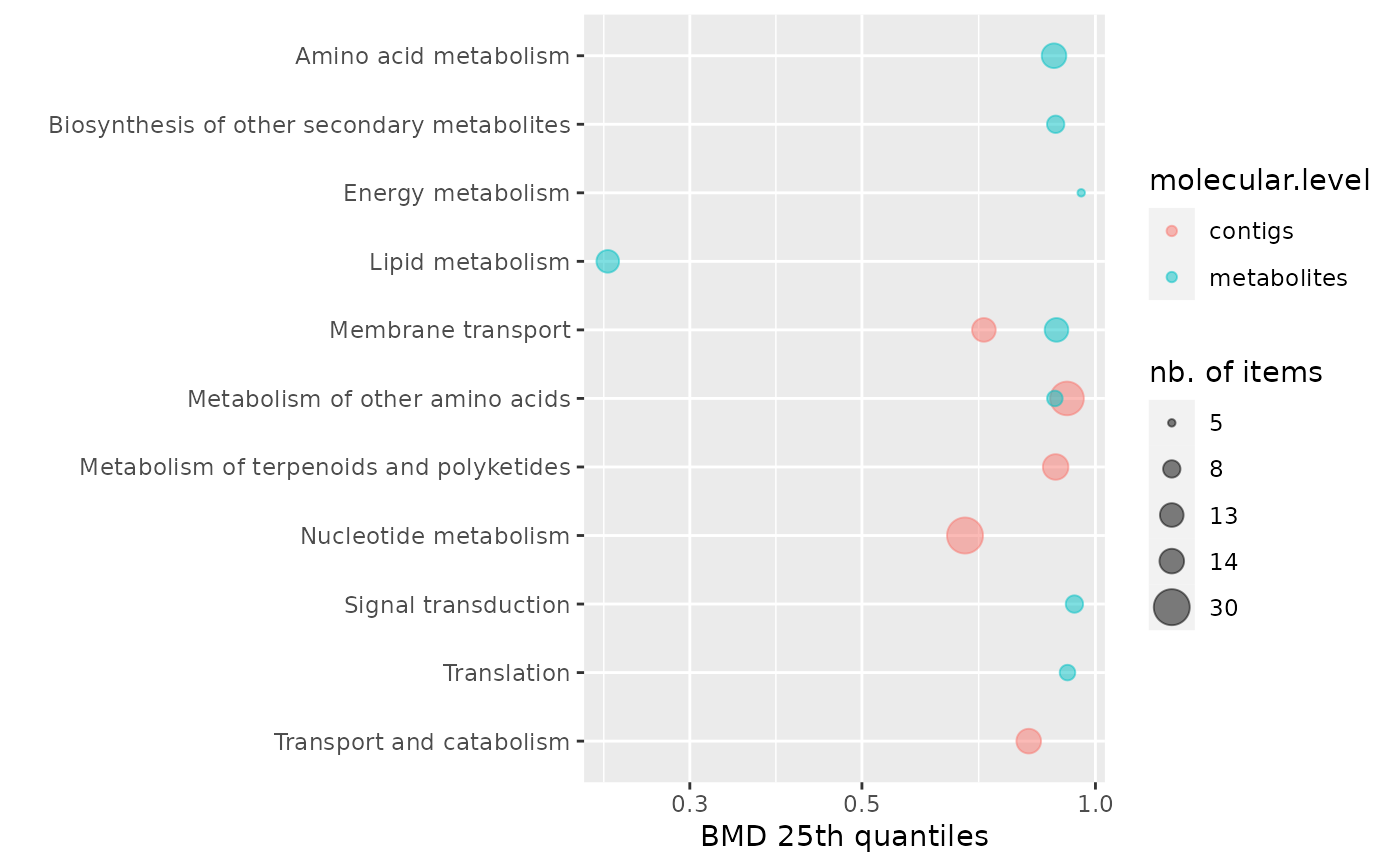 Amino acid metabolism
Biosynthesis of other secondary metabolites
Energy metabolism
Lipid metabolism
Membrane transport
Metabolism of other amino acids
Metabolism of terpenoids and polyketides
Nucleotide metabolism
Signal transduction
Translation
Transport and catabolism
0.3
0.5
1.0
BMD 25th quantiles
molecular.level
contigs
metabolites
nb. of items
5
8
13
14
30